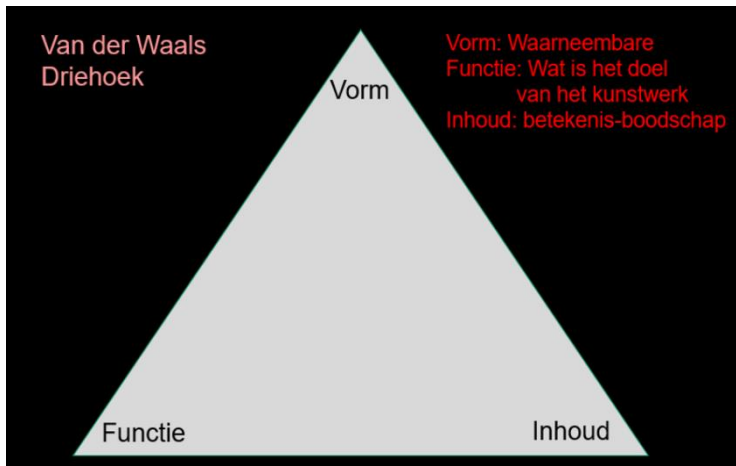 Van der Waals
Driehoek
Vorm: Waarneembare
Functie: Wat is het doel
van het kunstwerk
Inhoud: betekenis-boodschap
Vorm
Functie
Inhoud